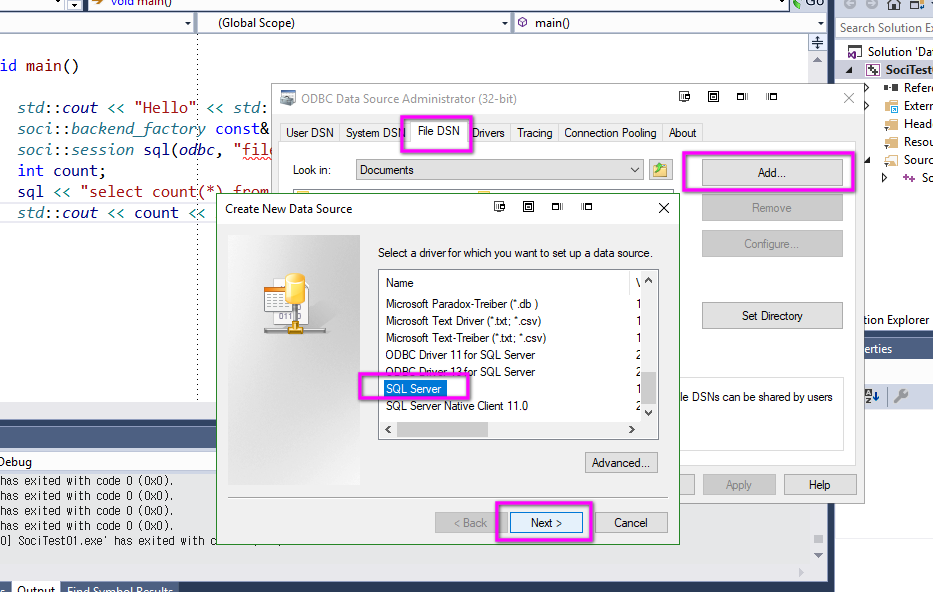 void main()
Go
(Global Scope)
main()
Search Solution Ex
Solution 'Dat
SociTest
Refere
Extern
Heade
Resou
Sourc
id main()
std::cout << "Hello" << std:
soci::backend_factory const&
soci::session sql(odbc, "file
int count;
sql << "select count(*) from
std::cout << count <<
ODBC Data Source Administrator (32-bit)
User DSN
System DSN
File DSN
Drivers
Tracing
Connection Pooling
About
Look in:
Documents
Add...
Remove
Configure...
Set Directory
Create New Data Source
Select a driver for which you want to set up a data source.
Name
Microsoft Paradox-Treiber (*.db )
Microsoft Text Driver (*.txt; *.csv)
Microsoft Text-Treiber (*.txt; *.csv)
ODBC Driver 11 for SQL Server
ODBC Driver 13 for SQL Server
SQL Server
SQL Server Native Client 11.0
Advanced...
< Back
Next >
Cancel
le DSNs can be shared by users
Apply
Help
tion Explorer
erties
Debug
has exited with code 0 (0x0).
has exited with code 0 (0x0).
has exited with code 0 (0x0).
has exited with code 0 (0x0).
0] SociTest01.exe' has exited with c
Output
Find Symbol Results